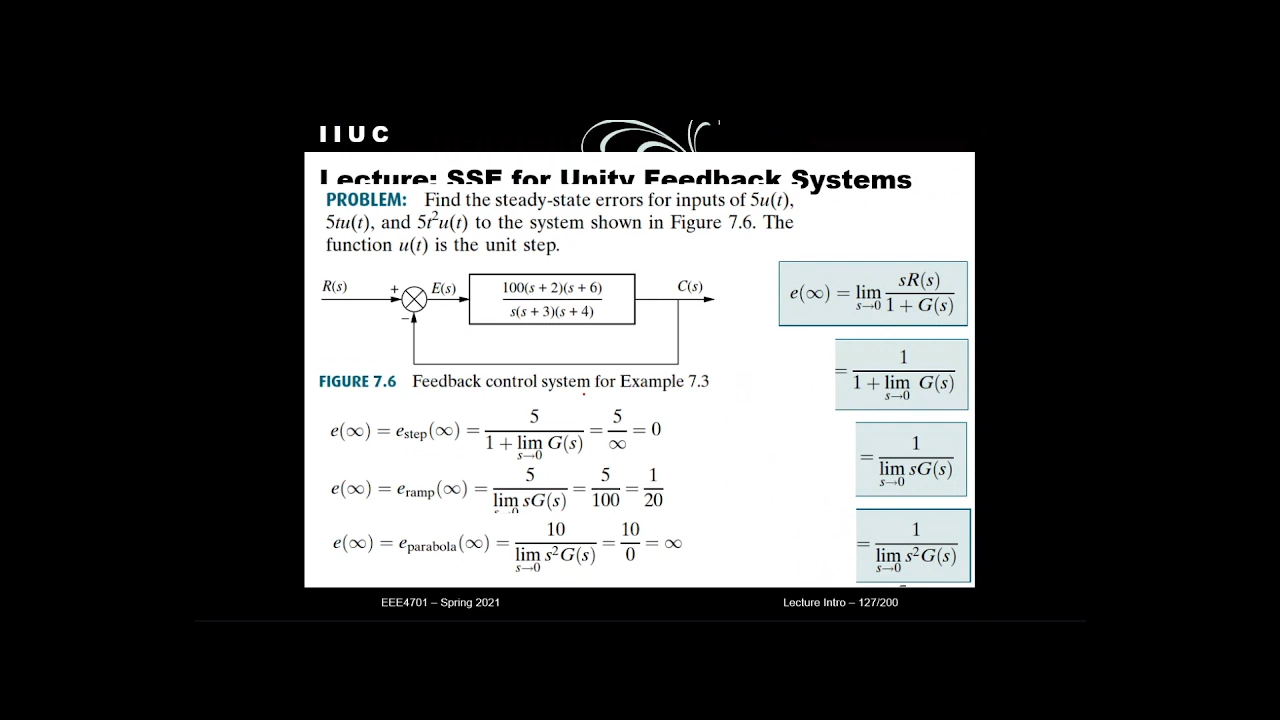 IIUC
Lecture: SSE for Unity Feedback Systems
PROBLEM: Find the steady-state errors for inputs of 5u(t),
5tu(t), and 5t²u(t) to the system shown in Figure 7.6. The
function u(t) is the unit step.
R(s) + − E(s) 100(s + 2)(s + 6) / s(s + 3)(s + 4) C(s)
e(∞) = lim s→0 sR(s) / 1 + G(s)
= 1 / 1 + lim s→0 G(s)
FIGURE 7.6 Feedback control system for Example 7.3
e(∞) = e_step(∞) = 5 / 1 + lim s→0 G(s) = 5/∞ = 0
= 1 / lim s→0 sG(s)
e(∞) = e_ramp(∞) = 5 / lim s→0 sG(s) = 5/100 = 1/20
e(∞) = e_parabola(∞) = 10 / lim s→0 s²G(s) = 10/0 = ∞
= 1 / lim s→0 s²G(s)
EEE4701 – Spring 2021
Lecture Intro – 127/200